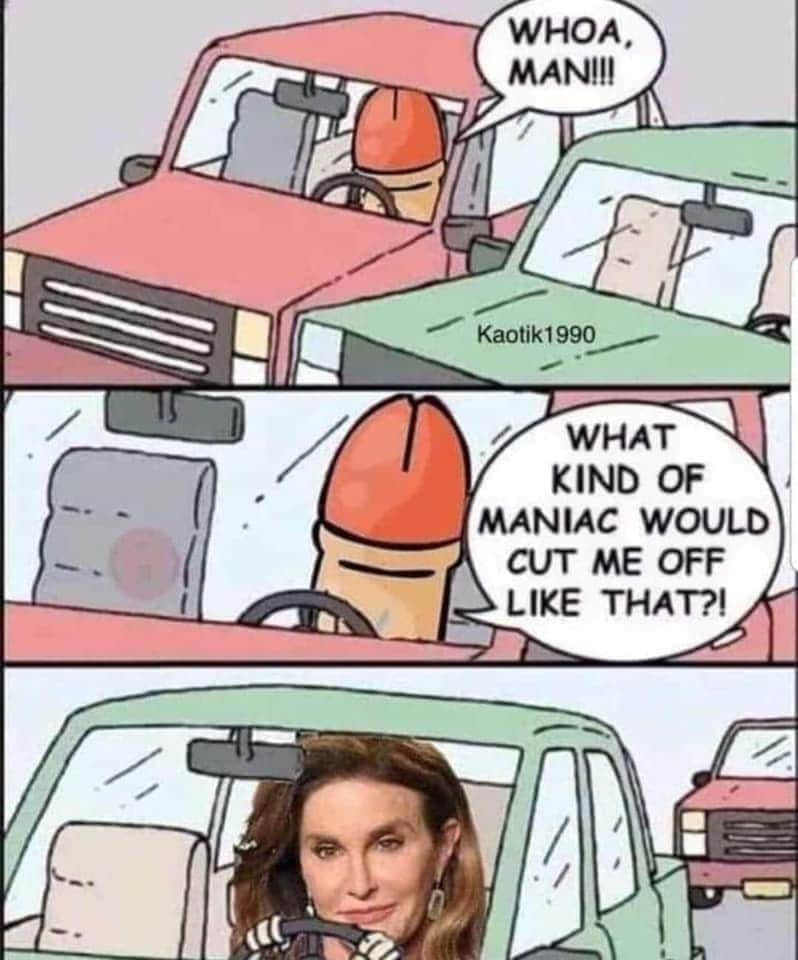 WHOA,
MAN!!!
Kaotik1990
WHAT
KIND OF
MANIAC WOULD
CUT ME OFF
LIKE THAT?!